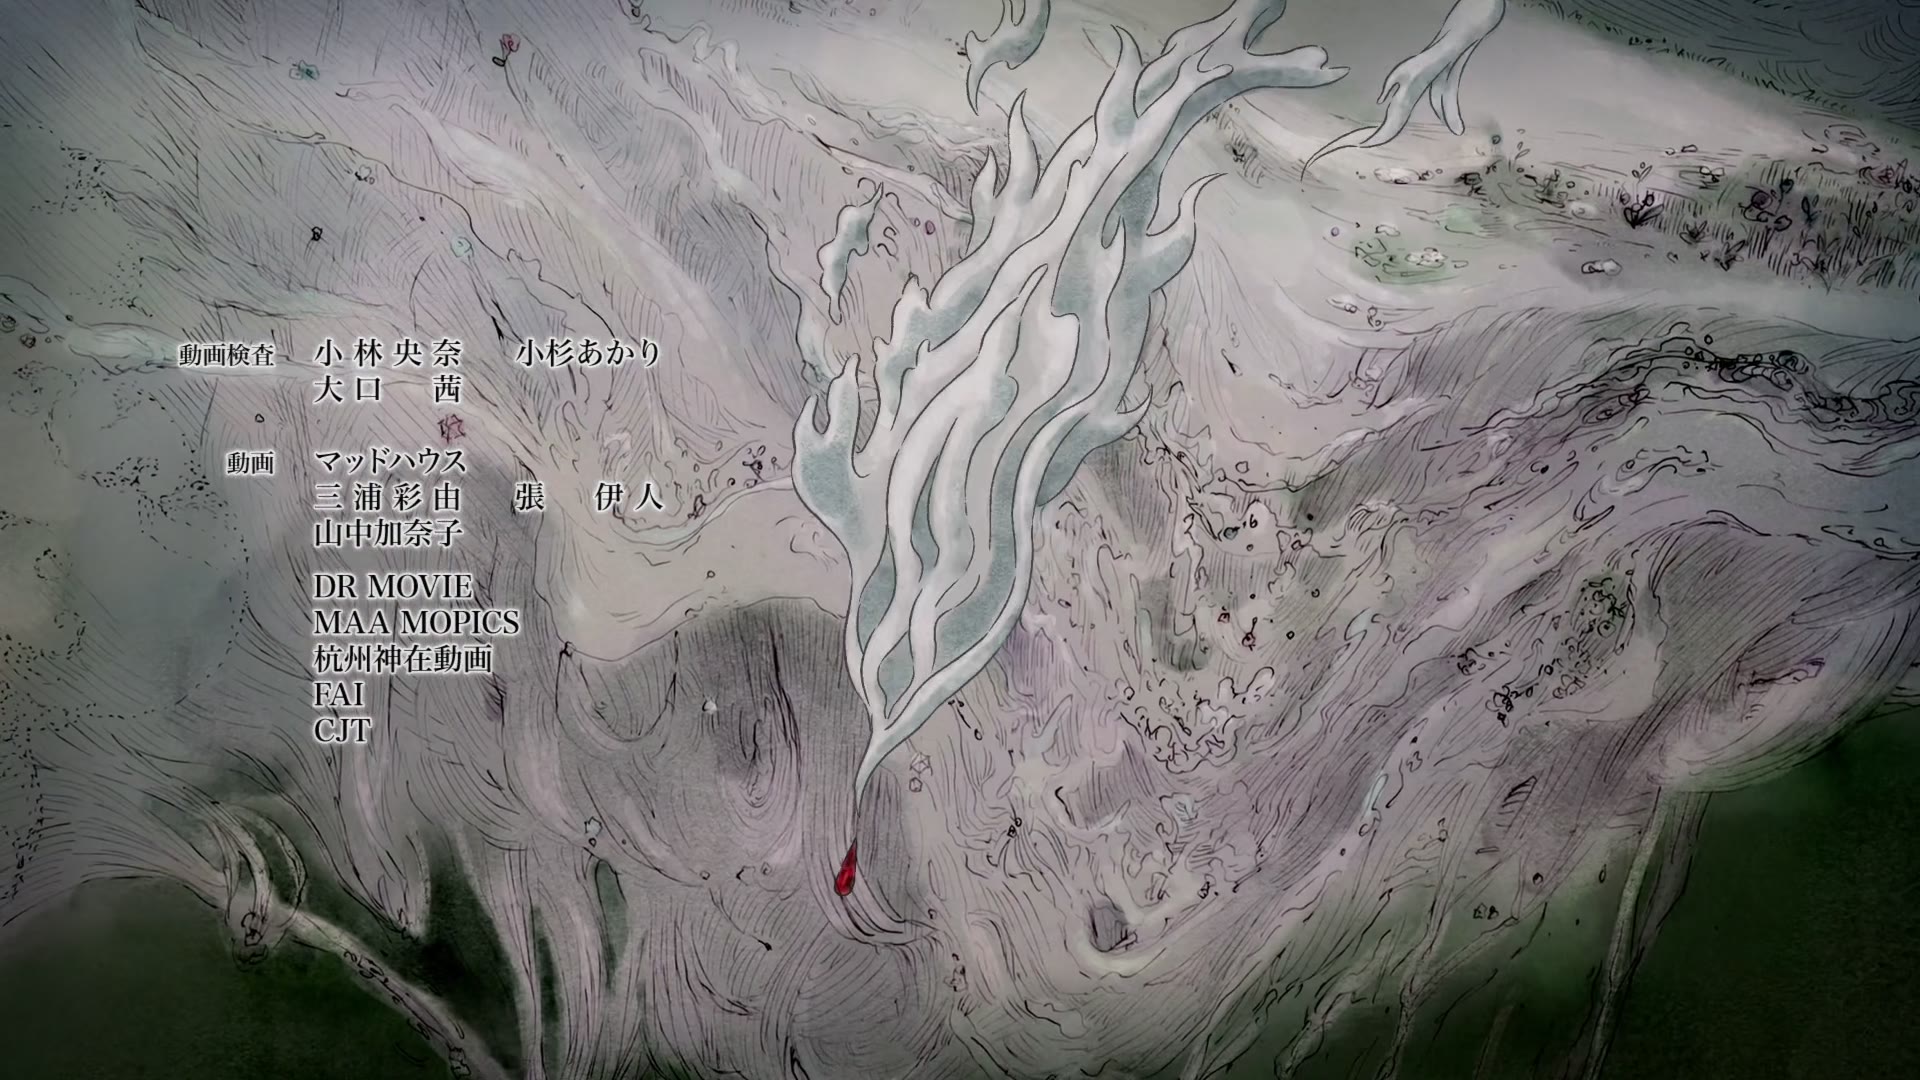 動画検査 小林央奈 小杉あかり
大口 茜
動画 マッドハウス
三浦彩由 張 伊人
山中加奈子
DR MOVIE
MAA MOPICS
杭州神在動画
FAI
CJT